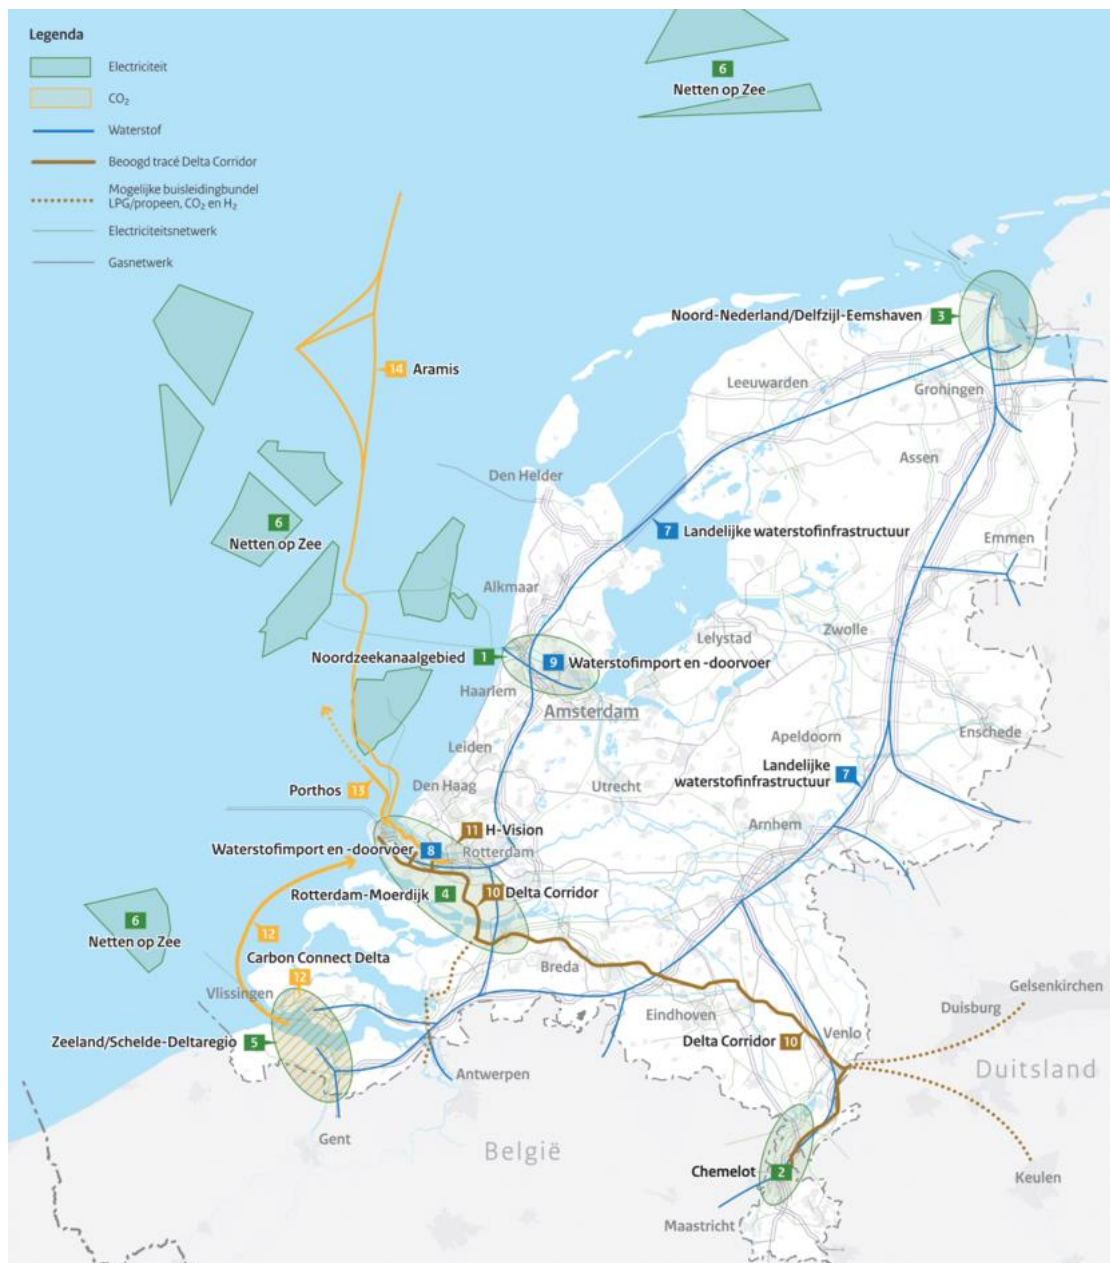 Legenda
Electriciteit
CO₂
Waterstof
Beoogd tracé Delta Corridor
Mogelijke buisleidingbundel
LPG/propeen, CO₂ en H₂
Electriciteitsnetwerk
Gasnetwerk
6
Netten op Zee
Noord-Nederland/Delfzijl-Eemshaven 3
14 Aramis
Leeuwarden
Groningen
Assen
Den Helder
6
Netten op Zee
7 Landelijke waterstofinfrastructuur
Emmen
Alkmaar
Zwolle
Lelystad
Noordzeekanaalgebied 1
9 Waterstofimport en -doorvoer
Haarlem
Amsterdam
Apeldoorn
Enschede
Leiden
Landelijke
waterstofinfrastructuur 7
Den Haag
Utrecht
Porthos 13
Arnhem
11 H-Vision
Waterstofimport en -doorvoer 8
Rotterdam
Rotterdam-Moerdijk 4
10 Delta Corridor
6
Netten op Zee
12
Carbon Connect Delta
12
Breda
Vlissingen
Gelsenkirchen
Duisburg
Eindhoven
Venlo
Zeeland/Schelde-Deltaregio 5
Delta Corridor 10
Duitsland
Antwerpen
Gent
België
Chemelot 2
Keulen
Maastricht